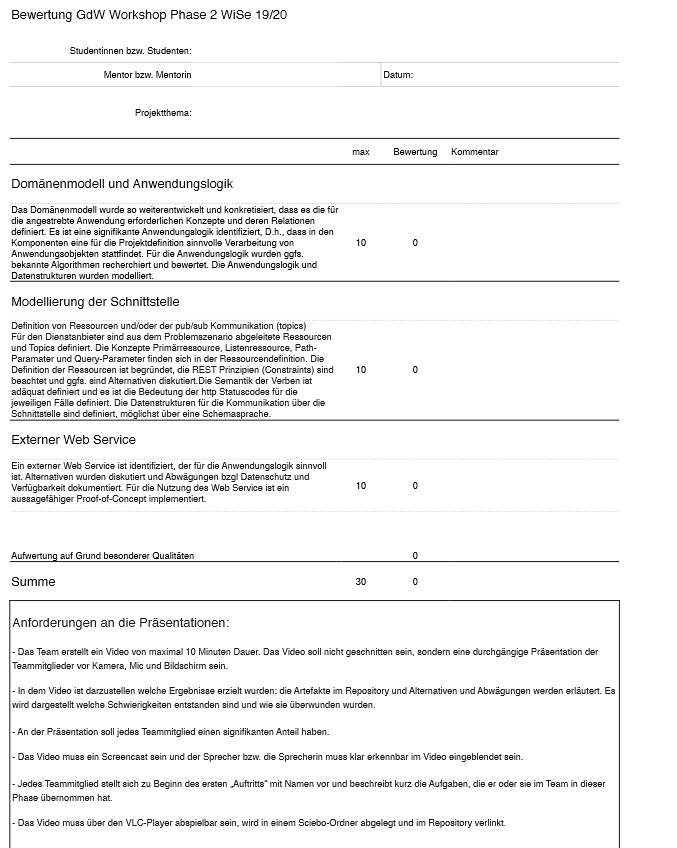 Bewertung GdW Workshop Phase 2 WiSe 19/20
Studentinnen bzw. Studenten:
Mentor bzw. Mentorin
Datum:
Projektthema:
max Bewertung Kommentar
Domänenmodell und Anwendungslogik
Das Domänenmodell wurde so weiterentwickelt und konkretisiert, dass es die für
die angestrebte Anwendung erforderlichen Konzepte und deren Relationen
definiert. Es ist eine signifikante Anwendungslogik identifiziert, D.h., dass in den
Komponenten eine für die Projektdefinition sinnvolle Verarbeitung von
Anwendungsobjekten stattfindet. Für die Anwendungslogik wurden ggfs.
bekannte Algorithmen recherchiert und bewertet. Die Anwendungslogik und
Datenstrukturen wurden modelliert.
10 0
Modellierung der Schnittstelle
Definition von Ressourcen und/oder der pub/sub Kommunikation (topics)
Für den Dienstanbieter sind aus dem Problemszenario abgeleitete Ressourcen
und Topics definiert. Die Konzepte Primärressource, Listenressource, Path-
Paramater und Query-Parameter finden sich in der Ressourcendefinition. Die
Definition der Ressourcen ist begründet, die REST Prinzipien (Constraints) sind
beachtet und ggfs. sind Alternativen diskutiert.Die Semantik der Verben ist
adäquat definiert und es ist die Bedeutung der http Statuscodes für die
jeweiligen Fälle definiert. Die Datenstrukturen für die Kommunikation über die
Schnittstelle sind definiert, möglichst über eine Schemasprache.
10 0
Externer Web Service
Ein externer Web Service ist identifiziert, der für die Anwendungslogik sinnvoll
ist. Alternativen wurden diskutiert und Abwägungen bzgl Datenschutz und
Verfügbarkeit dokumentiert. Für die Nutzung des Web Service ist ein
aussagefähiger Proof-of-Concept implementiert.
10 0
Aufwertung auf Grund besonderer Qualitäten 0
Summe 30 0
Anforderungen an die Präsentationen:
- Das Team erstellt ein Video von maximal 10 Minuten Dauer. Das Video soll nicht geschnitten sein, sondern eine durchgängige Präsentation der
Teammitglieder vor Kamera, Mic und Bildschirm sein.
- In dem Video ist darzustellen welche Ergebnisse erzielt wurden: die Artefakte im Repository und Alternativen und Abwägungen werden erläutert. Es
wird dargestellt welche Schwierigkeiten entstanden sind und wie sie überwunden wurden.
- An der Präsentation soll jedes Teammitglied einen signifikanten Anteil haben.
- Das Video muss ein Screencast sein und der Sprecher bzw. die Sprecherin muss klar erkennbar im Video eingeblendet sein.
- Jedes Teammitglied stellt sich zu Beginn des ersten „Auftritts" mit Namen vor und beschreibt kurz die Aufgaben, die er oder sie im Team in dieser
Phase übernommen hat.
- Das Video muss über den VLC-Player abspielbar sein, wird in einem Sciebo-Ordner abgelegt und im Repository verlinkt.